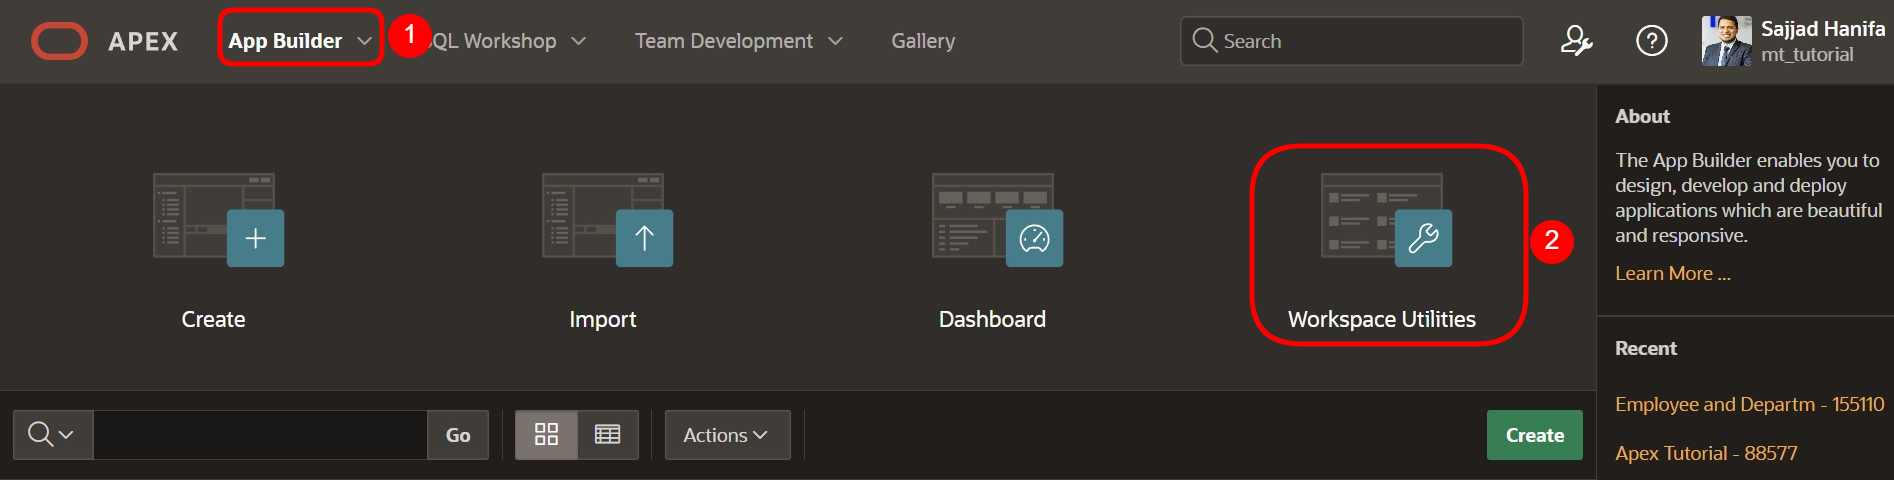 APEX
App Builder
1
QL Workshop
Team Development
Gallery
Search
Sajjad Hanifa
mt_tutorial
Create
Import
Dashboard
Workspace Utilities
2
About
The App Builder enables you to
design, develop and deploy
applications which are beautiful
and responsive.
Learn More ...
Recent
Employee and Departm - 155110
Apex Tutorial - 88577
Go
Actions
Create